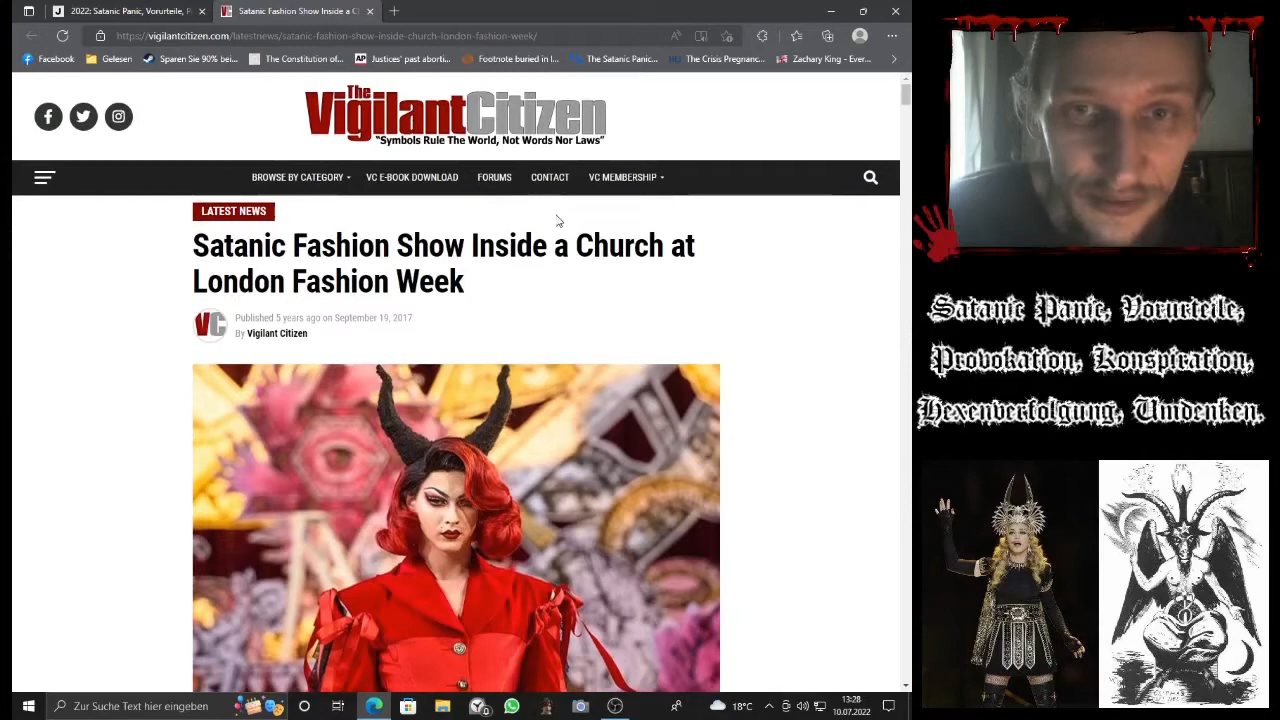 2022: Satanic Panic, Vorurteile, P
Satanic Fashion Show Inside a C
https://vigilantcitizen.com/latestnews/satanic-fashion-show-inside-church-london-fashion-week/
Facebook
Gelesen
Sparen Sie 90% bei...
The Constitution of...
Justices' past aborti...
Footnote buried in l...
The Satanic Panic...
The Crisis Pregnanc...
Zachary King - Ever...
The
VigilantCitizen
"Symbols Rule The World, Not Words Nor Laws"
BROWSE BY CATEGORY
VC E-BOOK DOWNLOAD
FORUMS
CONTACT
VC MEMBERSHIP
LATEST NEWS
Satanic Fashion Show Inside a Church at
London Fashion Week
VC
Published 5 years ago on September 19, 2017
By Vigilant Citizen
Satanic Panic, Vorurteile,
Provokation, Konspiration,
Hexenverfolgung, Umdenken.
Zur Suche Text hier eingeben
18°C
13:28
10.07.2022